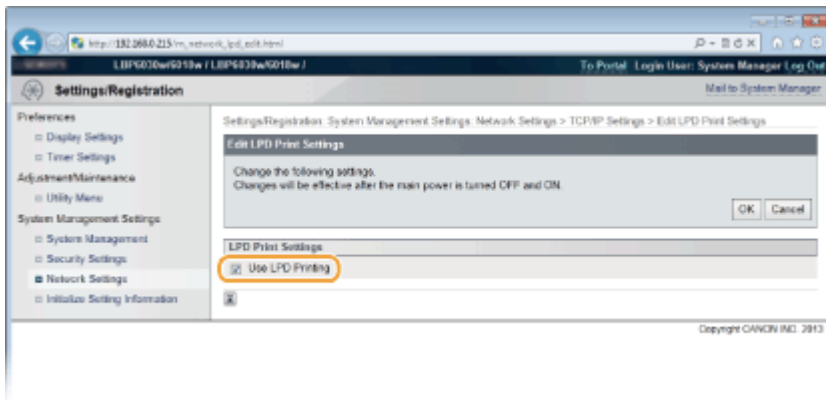 http://192.168.0.215/m_network_lpd_edit.html
LBP6030w/6018w / LBP6030w/6018w /
To Portal Login User: System Manager Log Out
Settings/Registration
Mail to System Manager
Preferences
Display Settings
Timer Settings
Adjustment/Maintenance
Utility Menu
System Management Settings
System Management
Security Settings
Network Settings
Initialize Setting Information
Settings/Registration: System Management Settings: Network Settings > TCP/IP Settings > Edit LPD Print Settings
Edit LPD Print Settings
Change the following settings.
Changes will be effective after the main power is turned OFF and ON.
OK Cancel
LPD Print Settings
Use LPD Printing
Copyright CANON INC. 2013